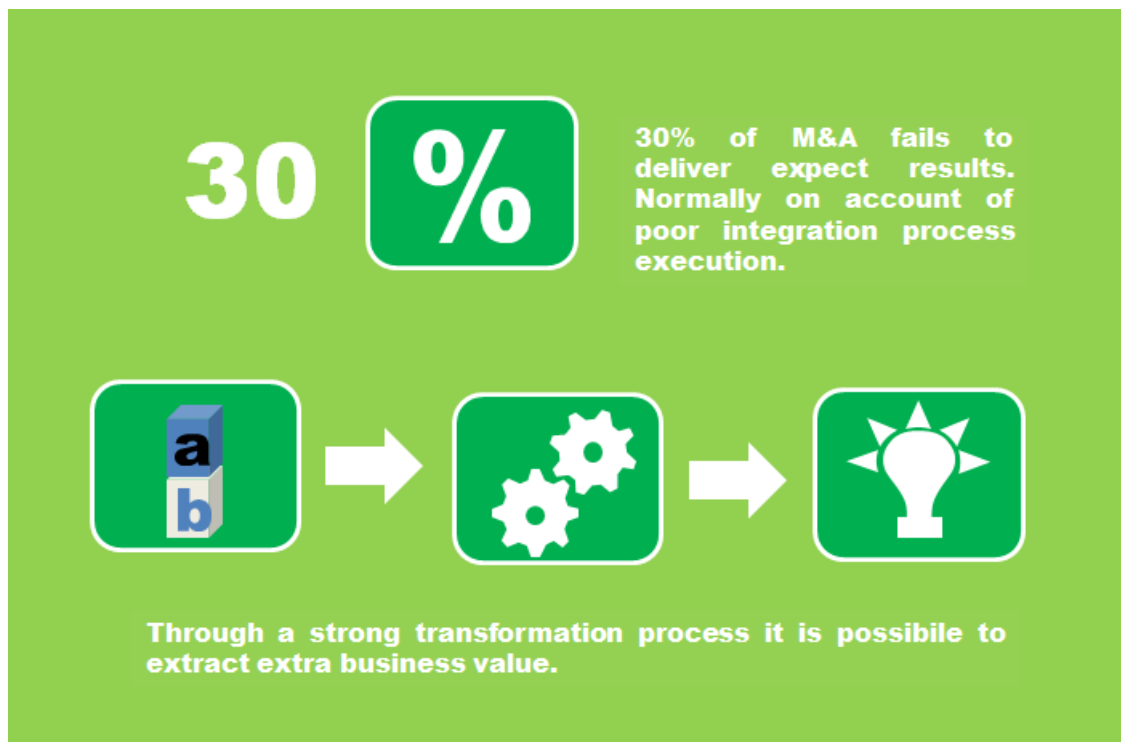 30 %
30% of M&A fails to
deliver expect results.
Normally on account of
poor integration process
execution.
a
b
Through a strong transformation process it is possibile to
extract extra business value.